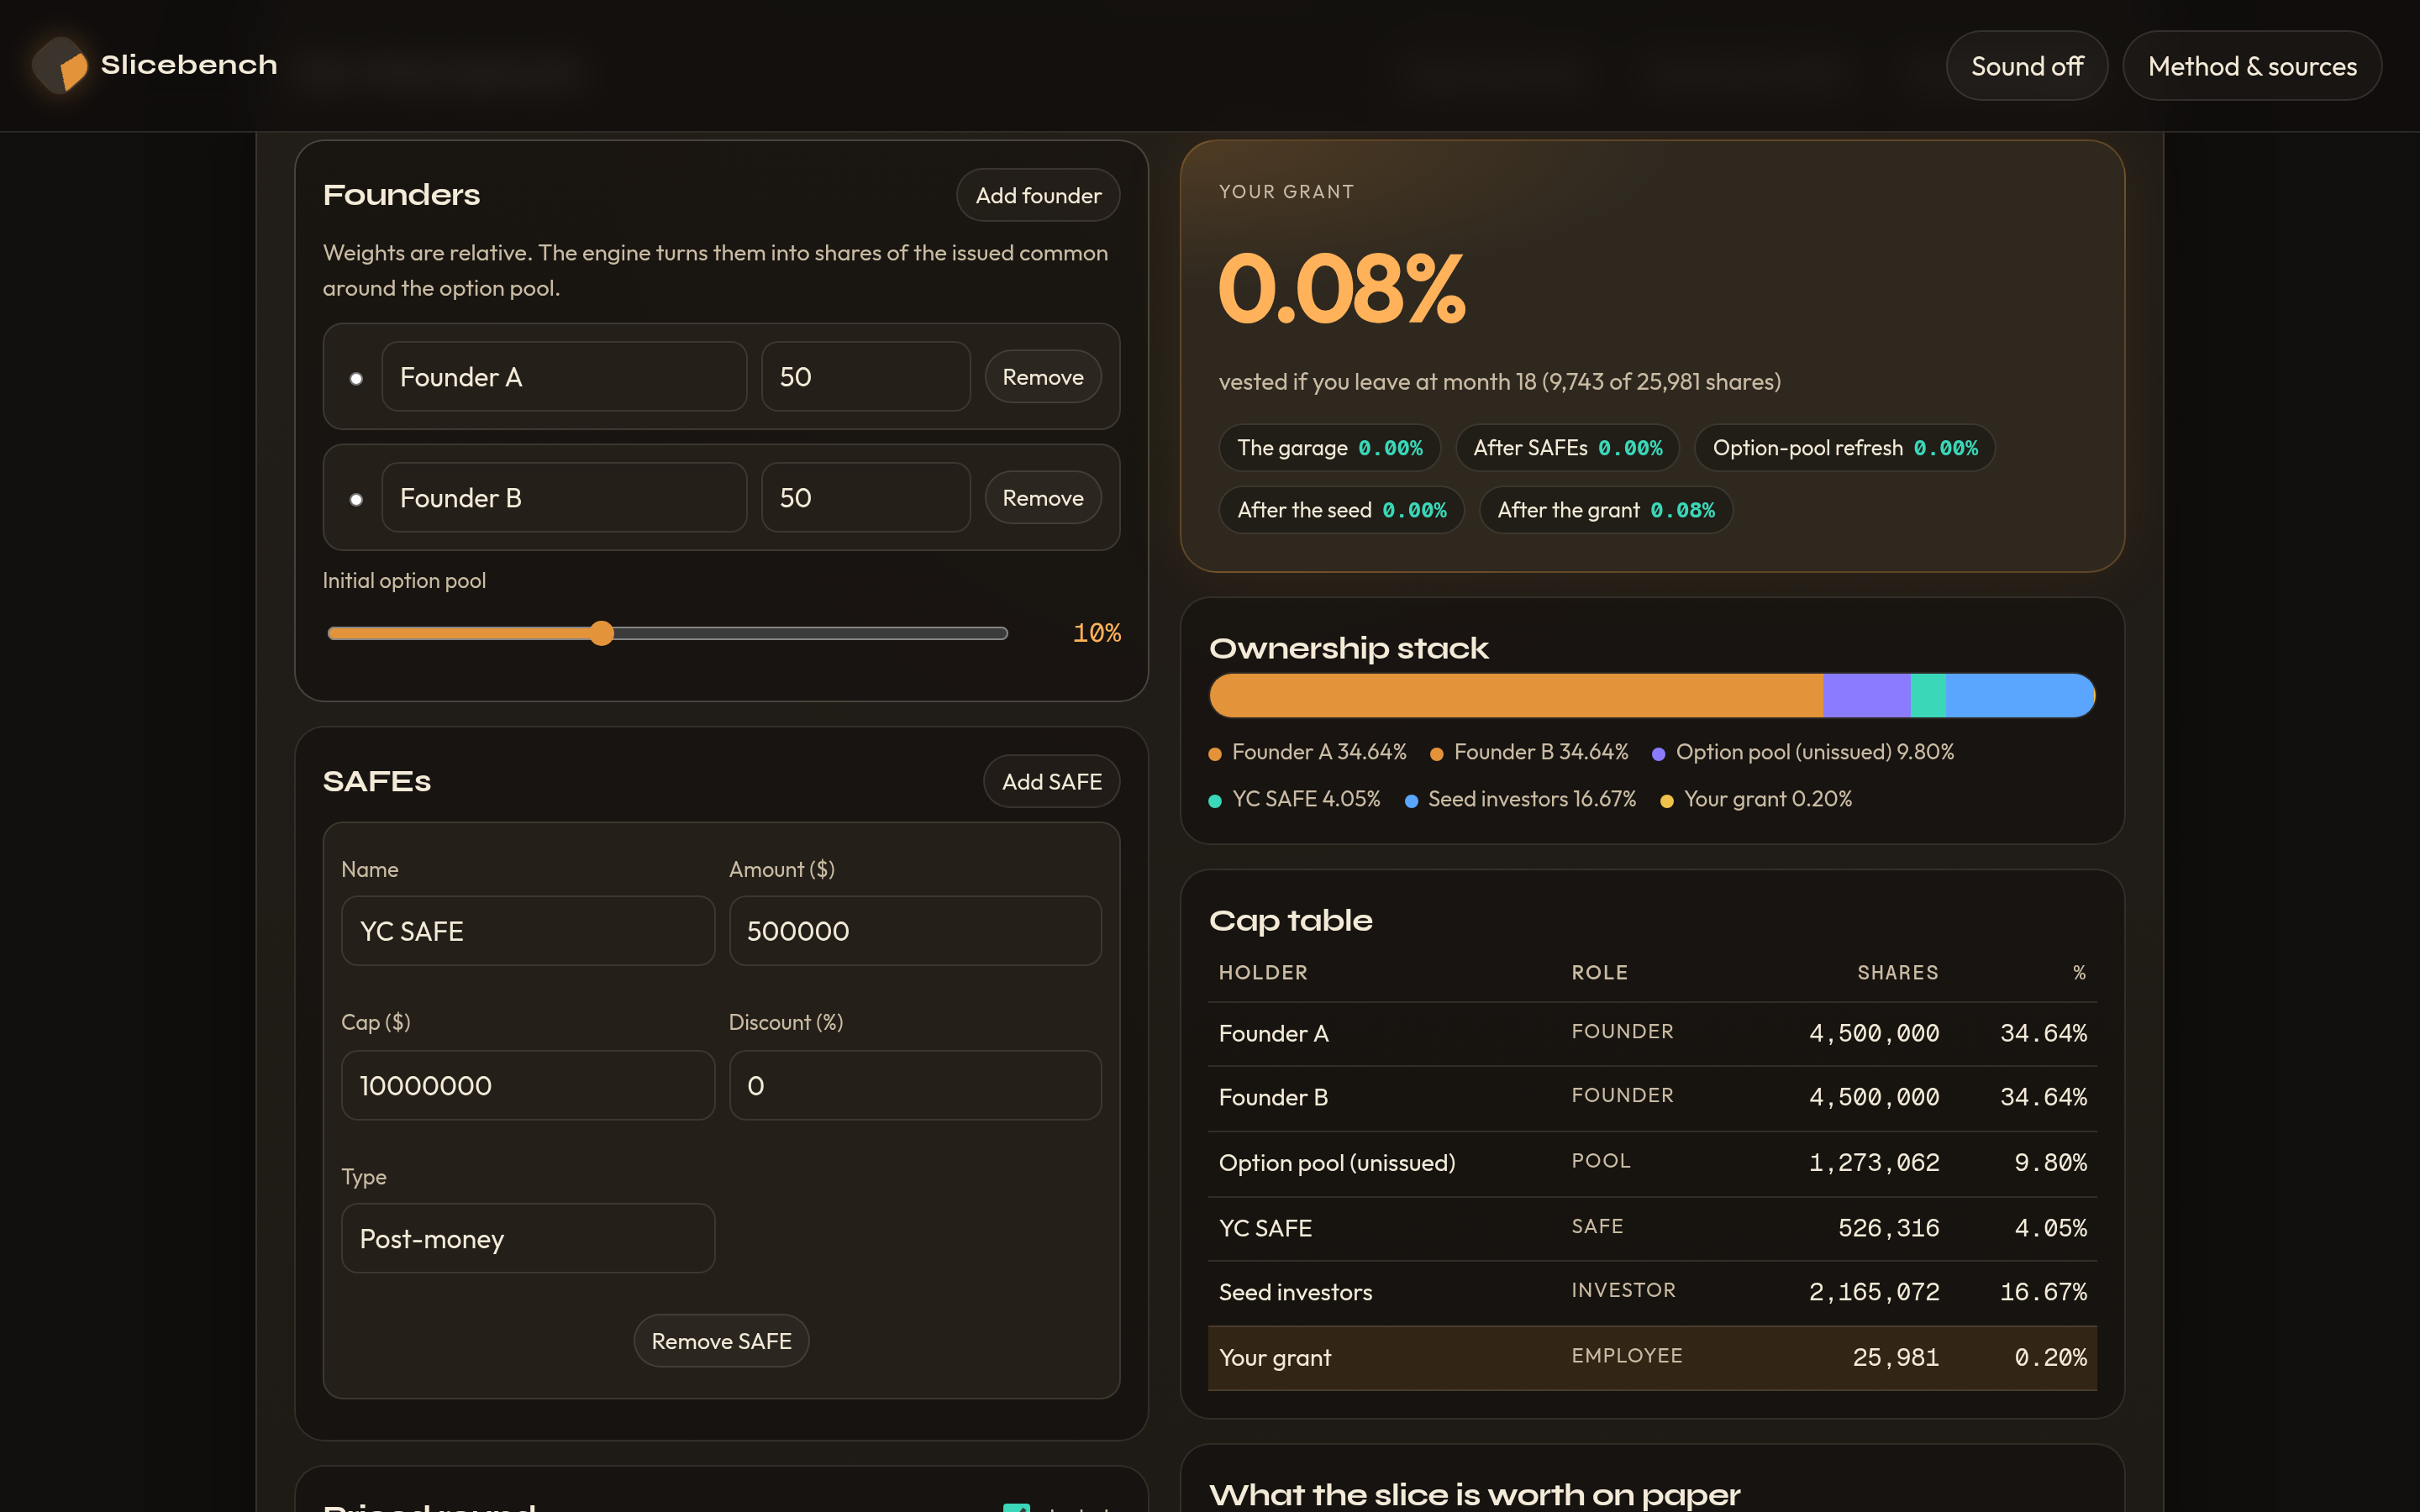 Slicebench
Sound off
Method & sources
Founders
Add founder
Weights are relative. The engine turns them into shares of the issued common
around the option pool.
Founder A
50
Remove
Founder B
50
Remove
Initial option pool
10%
SAFEs
Add SAFE
Name
Amount ($)
YC SAFE
500000
Cap ($)
Discount (%)
10000000
0
Type
Post-money
Remove SAFE
YOUR GRANT
0.08%
vested if you leave at month 18 (9,743 of 25,981 shares)
The garage 0.00%
After SAFEs 0.00%
Option-pool refresh 0.00%
After the seed 0.00%
After the grant 0.08%
Ownership stack
Founder A 34.64%
Founder B 34.64%
Option pool (unissued) 9.80%
YC SAFE 4.05%
Seed investors 16.67%
Your grant 0.20%
Cap table
HOLDER ROLE SHARES %
Founder A FOUNDER 4,500,000 34.64%
Founder B FOUNDER 4,500,000 34.64%
Option pool (unissued) POOL 1,273,062 9.80%
YC SAFE SAFE 526,316 4.05%
Seed investors INVESTOR 2,165,072 16.67%
Your grant EMPLOYEE 25,981 0.20%
What the slice is worth on paper